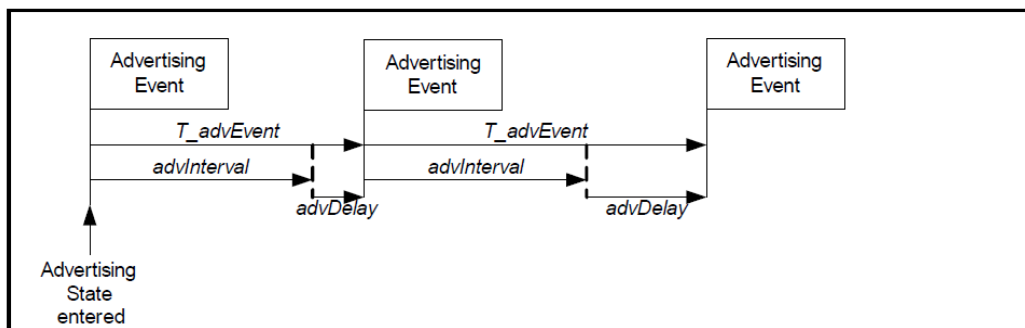 Advertising
Event
Advertising
Event
Advertising
Event
T_advEvent
T_advEvent
advInterval
advInterval
advDelay
advDelay
Advertising
State
entered